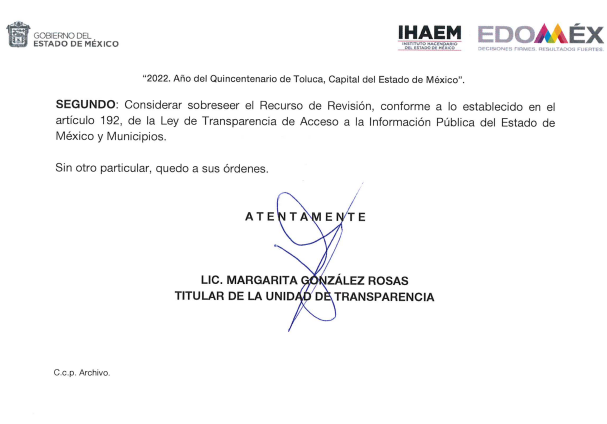 GOBIERNO DEL
ESTADO DE MÉXICO
IHAEM
INSTITUTO HACENDARIO
DEL ESTADO DE MÉXICO
EDOMÉX
DECISIONES FIRMES, RESULTADOS FUERTES.
“2022. Año del Quincentenario de Toluca, Capital del Estado de México”.
SEGUNDO: Considerar sobreseer el Recurso de Revisión, conforme a lo establecido en el
artículo 192, de la Ley de Transparencia de Acceso a la Información Pública del Estado de
México y Municipios.
Sin otro particular, quedo a sus órdenes.
A T E N T A M E N T E
LIC. MARGARITA GONZÁLEZ ROSAS
TITULAR DE LA UNIDAD DE TRANSPARENCIA
C.c.p. Archivo.